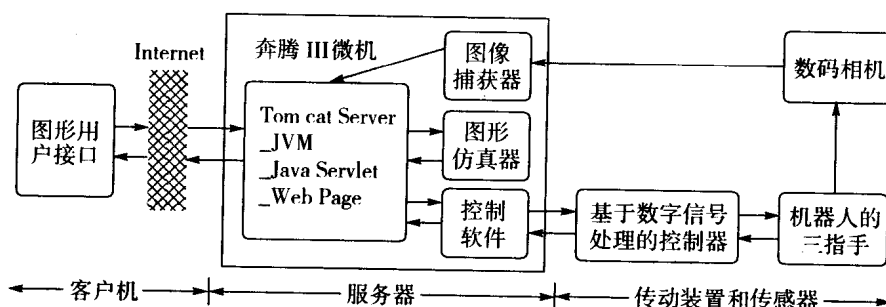 Internet
奔腾 III微机
图像
捕获器
数码相机
图形用
户接口
Tom cat Server
_JVM
_Java Servlet
_Web Page
图形
仿真器
控制
软件
基于数字信号
处理的控制器
机器人的
三指手
客户机
服务器
传动装置和传感器